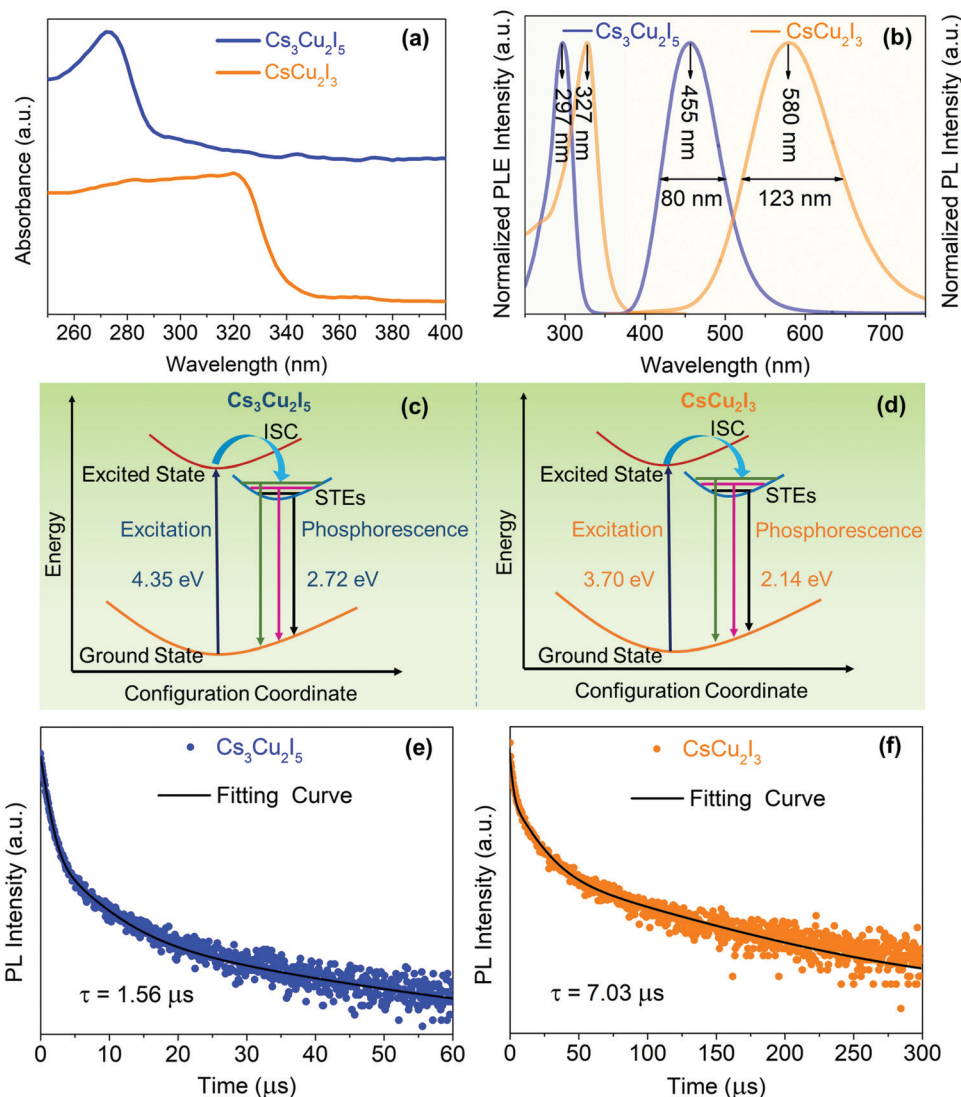 (a)
Cs₃Cu₂I₅
CsCu₂I₃
Absorbance (a.u.)
260 280 300 320 340 360 380 400
Wavelength (nm)
Cs₃Cu₂I₅ CsCu₂I₃ (b)
Normalized PLE Intensity (a.u.)
297 nm
327 nm
455 nm
580 nm
80 nm
123 nm
Normalized PL Intensity (a.u.)
300 400 500 600 700
Wavelength (nm)
Cs₃Cu₂I₅ (c)
ISC
Excited State
STEs
Excitation Phosphorescence
4.35 eV 2.72 eV
Ground State
Energy
Configuration Coordinate
CsCu₂I₃ (d)
ISC
Excited State
STEs
Excitation Phosphorescence
3.70 eV 2.14 eV
Ground State
Energy
Configuration Coordinate
Cs₃Cu₂I₅ (e)
Fitting Curve
PL Intensity (a.u.)
τ = 1.56 μs
0 10 20 30 40 50 60
Time (μs)
CsCu₂I₃ (f)
Fitting Curve
PL Intensity (a.u.)
τ = 7.03 μs
0 50 100 150 200 250 300
Time (μs)